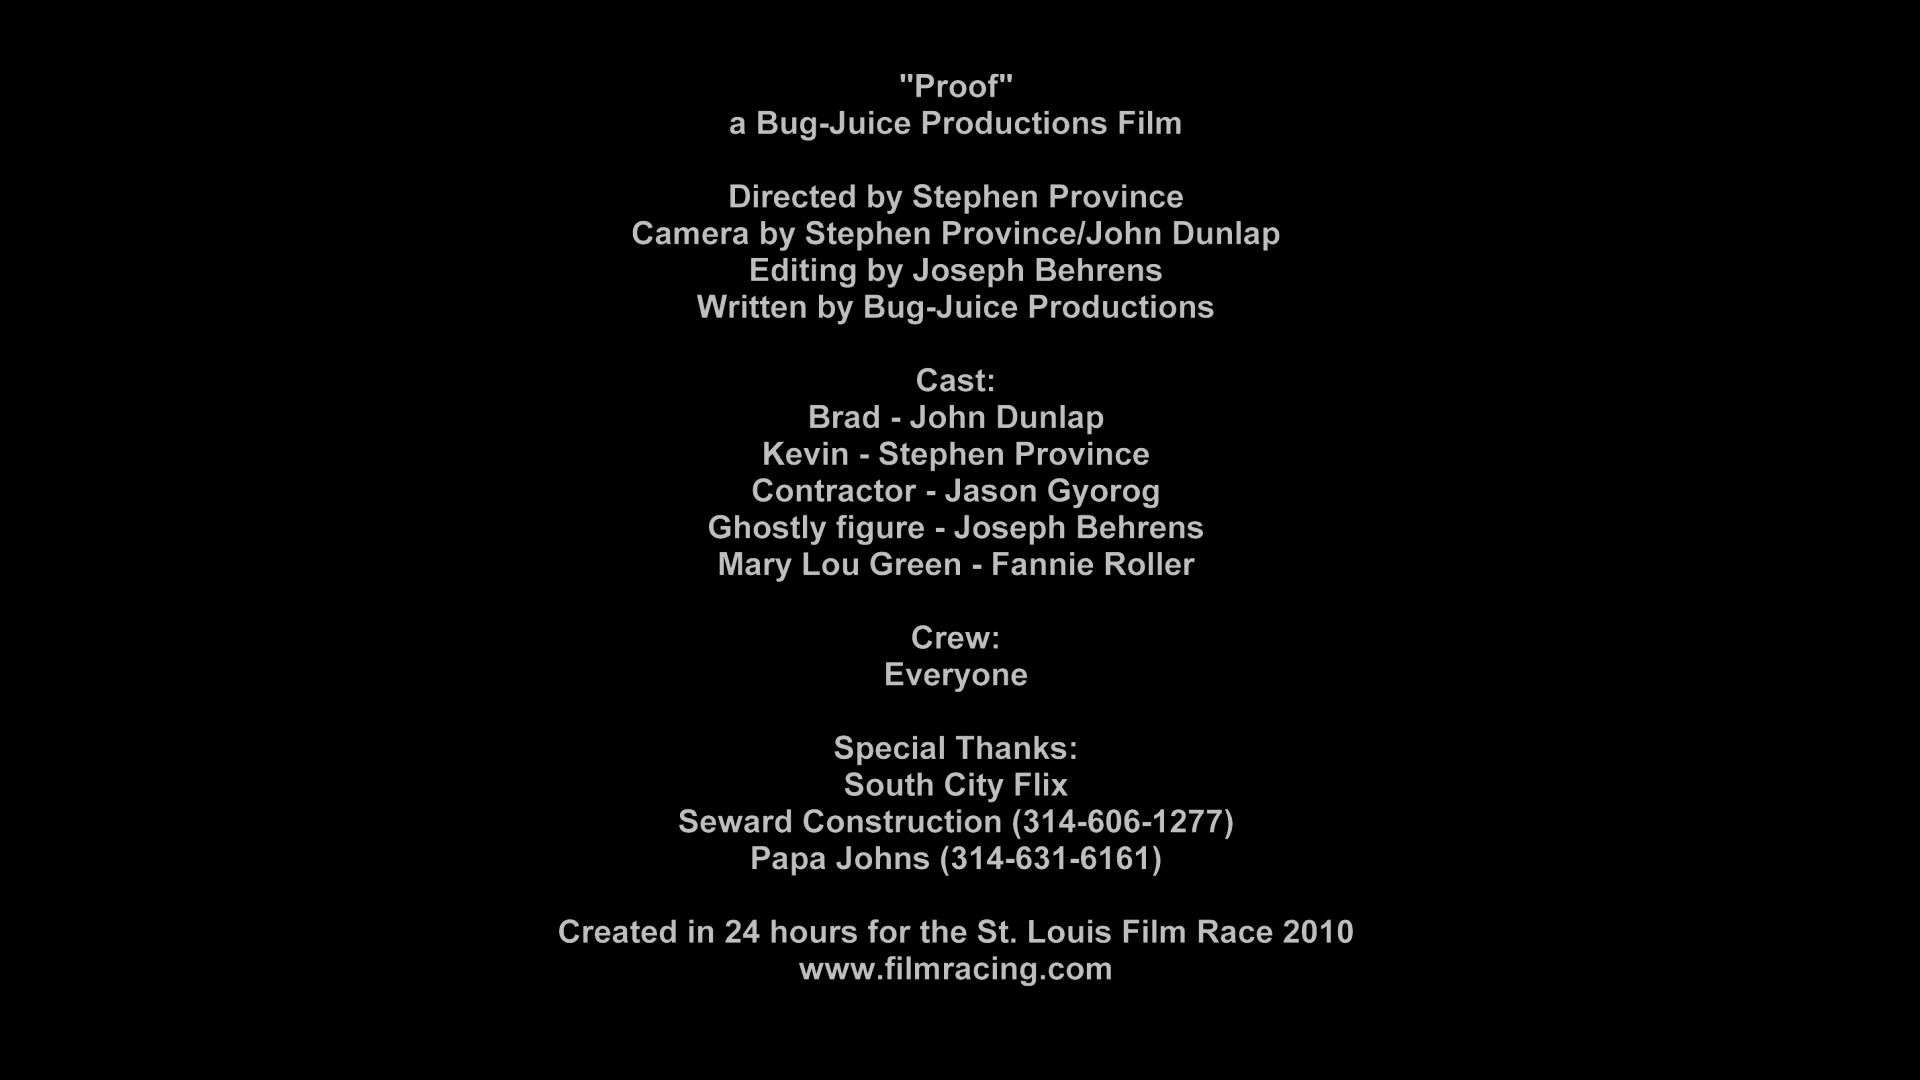 "Proof"
a Bug-Juice Productions Film
Directed by Stephen Province
Camera by Stephen Province/John Dunlap
Editing by Joseph Behrens
Written by Bug-Juice Productions
Cast:
Brad - John Dunlap
Kevin - Stephen Province
Contractor - Jason Gyorog
Ghostly figure - Joseph Behrens
Mary Lou Green - Fannie Roller
Crew:
Everyone
Special Thanks:
South City Flix
Seward Construction (314-606-1277)
Papa Johns (314-631-6161)
Created in 24 hours for the St. Louis Film Race 2010
www.filmracing.com